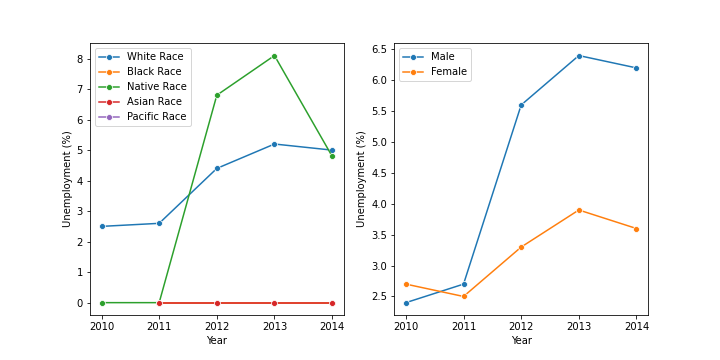 White Race
Black Race
Native Race
Asian Race
Pacific Race
8
7
6
5
4
3
2
1
0
Unemployment (%)
2010 2011 2012 2013 2014
Year
Male
Female
6.5
6.0
5.5
5.0
4.5
4.0
3.5
3.0
2.5
Unemployment (%)
2010 2011 2012 2013 2014
Year